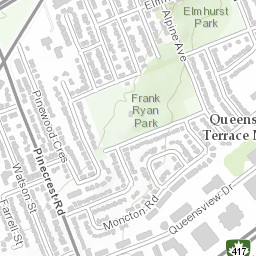 Elmhurst
Park
Alpine Ave
Frank
Ryan
Park
Queens
Terrace
Pinewood Cres
Pinecrest Rd
Watson St
Farrell St
Moncton Rd
Queensview Dr
417